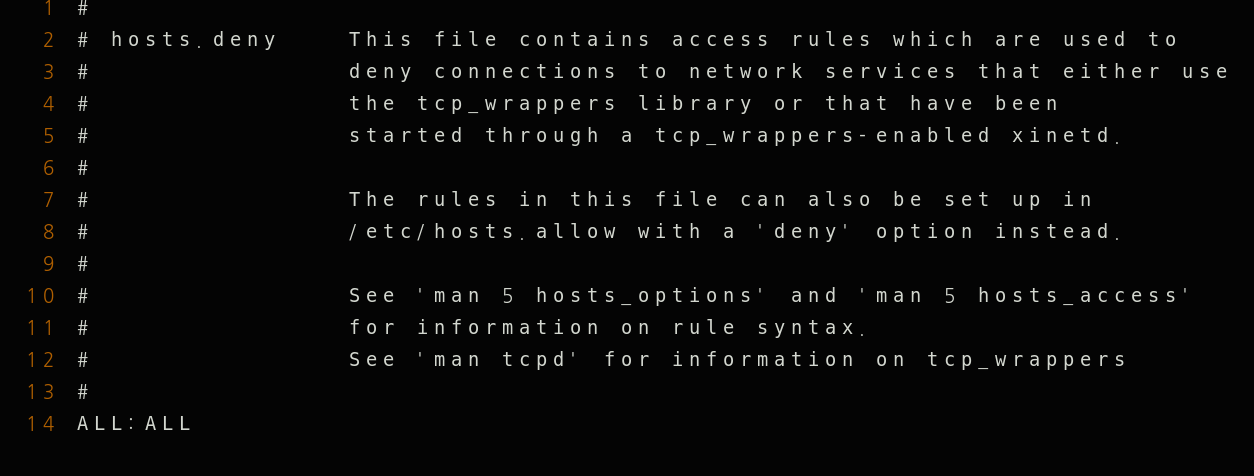 1 #
2 # hosts.deny    This file contains access rules which are used to
3 #               deny connections to network services that either use
4 #               the tcp_wrappers library or that have been
5 #               started through a tcp_wrappers-enabled xinetd.
6 #
7 #               The rules in this file can also be set up in
8 #               /etc/hosts.allow with a 'deny' option instead.
9 #
10 #               See 'man 5 hosts_options' and 'man 5 hosts_access'
11 #               for information on rule syntax.
12 #               See 'man tcpd' for information on tcp_wrappers
13 #
14 ALL:ALL